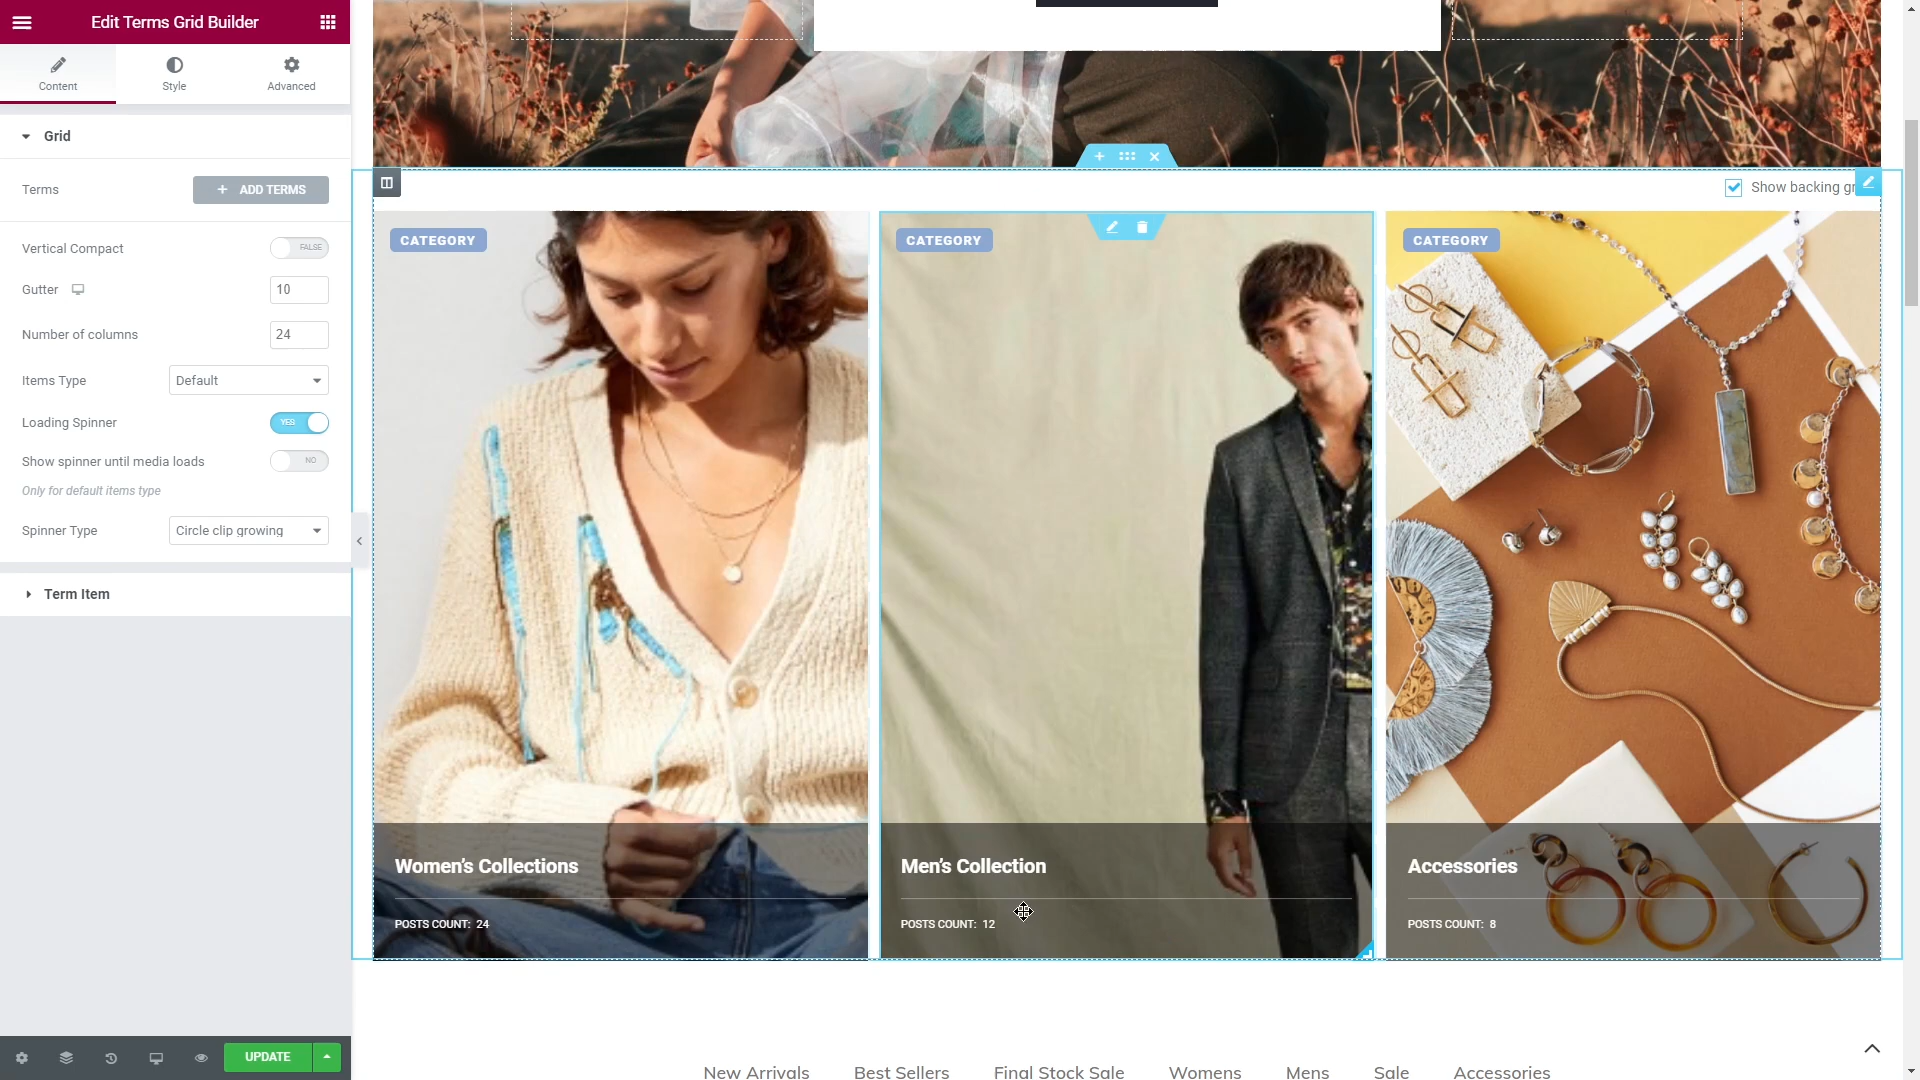 Edit Terms Grid Builder
Content
Style
Advanced
Grid
Terms
ADD TERMS
Vertical Compact
FALSE
Gutter
10
Number of columns
24
Items Type
Default
Loading Spinner
YES
Show spinner until media loads
NO
Only for default items type
Spinner Type
Circle clip growing
Term Item
UPDATE
Show backing gr
CATEGORY
CATEGORY
CATEGORY
Women's Collections
POSTS COUNT: 24
Men's Collection
POSTS COUNT: 12
Accessories
POSTS COUNT: 8
New Arrivals Best Sellers Final Stock Sale Womens Mens Sale Accessories